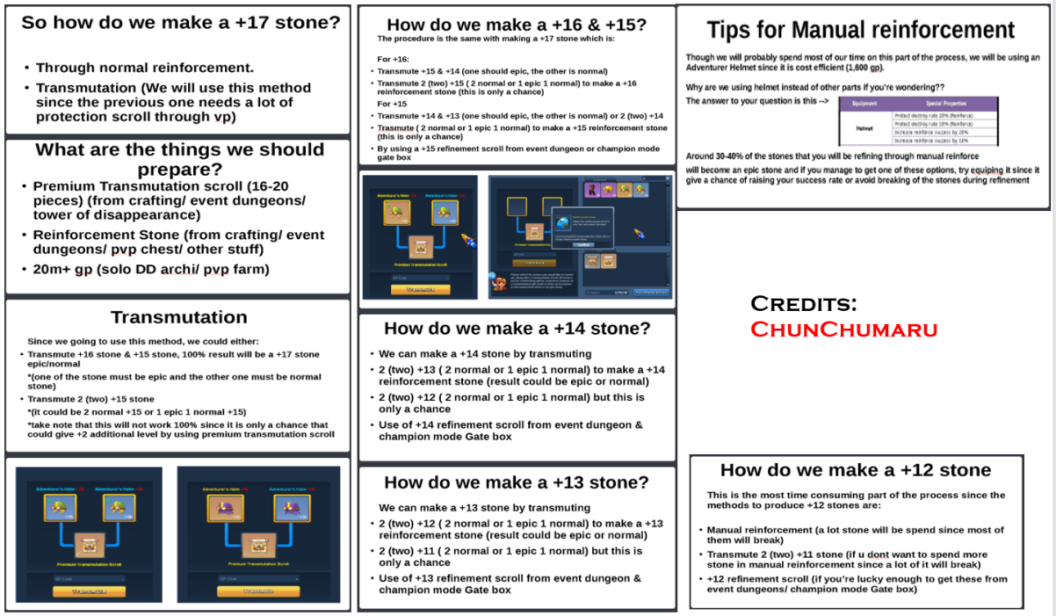 So how do we make a +17 stone?
• Through normal reinforcement.
• Transmutation (We will use this method
since the previous one needs a lot of
protection scroll through vp)
What are the things we should
prepare?
• Premium Transmutation scroll (16-20
pieces) (from crafting/ event dungeons/
tower of disappearance)
• Reinforcement Stone (from crafting/ event
dungeons/ pvp chest/ other stuff)
• 20m+ gp (solo DD archi/ pvp farm)
Transmutation
Since we going to use this method, we could either:
• Transmute +16 stone & +15 stone, 100% result will be a +17 stone
epic/normal
*(one of the stone must be epic and the other one must be normal
stone)
• Transmute 2 (two) +15 stone
*(it could be 2 normal +15 or 1 epic 1 normal +15)
*take note that this will not work 100% since it is only a chance that
could give +2 additional level by using premium transmutation scroll
Premium Transmutation Scroll
Transmute
Premium Transmutation Scroll
Transmute
How do we make a +16 & +15?
The procedure is the same with making a +17 stone which is:
For +16:
• Transmute +15 & +14 (one should epic, the other is normal)
• Transmute 2 (two) +15 ( 2 normal or 1 epic 1 normal) to make a +16
reinforcement stone (this is only a chance)
For +15
• Transmute +14 & +13 (one should epic, the other is normal) or 2 (two) +14
• Trasmute ( 2 normal or 1 epic 1 normal) to make a +15 reinforcement stone
(this is only a chance)
• By using a +15 refinement scroll from event dungeon or champion mode
gate box
Premium Transmutation Scroll
Transmute
How do we make a +14 stone?
• We can make a +14 stone by transmuting
• 2 (two) +13 ( 2 normal or 1 epic 1 normal) to make a +14
reinforcement stone (result could be epic or normal)
• 2 (two) +12 ( 2 normal or 1 epic 1 normal) but this is
only a chance
• Use of +14 refinement scroll from event dungeon &
champion mode Gate box
How do we make a +13 stone?
We can make a +13 stone by transmuting
• 2 (two) +12 ( 2 normal or 1 epic 1 normal) to make a +13
reinforcement stone (result could be epic or normal)
• 2 (two) +11 ( 2 normal or 1 epic 1 normal) but this is
only a chance
• Use of +13 refinement scroll from event dungeon &
champion mode Gate box
Tips for Manual reinforcement
Though we will probably spend most of our time on this part of the process, we will be using an
Adventurer Helmet since it is cost efficient (1,600 gp).
Why are we using helmet instead of other parts if you're wondering??
The answer to your question is this -->
Equipment Special Properties
Helmet
Protect destroy rate 20% (Reinforce)
Protect destroy rate 10% (Reinforce)
Increase reinforce success by 20%
Increase reinforce success by 10%
Around 30-40% of the stones that you will be refining through manual reinforce
will become an epic stone and if you manage to get one of these options, try equiping it since it
give a chance of raising your success rate or avoid breaking of the stones during refinement
Credits:
ChunChumaru
How do we make a +12 stone
This is the most time consuming part of the process since the
methods to produce +12 stones are:
• Manual reinforcement (a lot stone will be spend since most of
them will break)
• Transmute 2 (two) +11 stone (if u dont want to spend more
stone in manual reinforcement since a lot of it will break)
• +12 refinement scroll (if you're lucky enough to get these from
event dungeons/ champion mode Gate box)